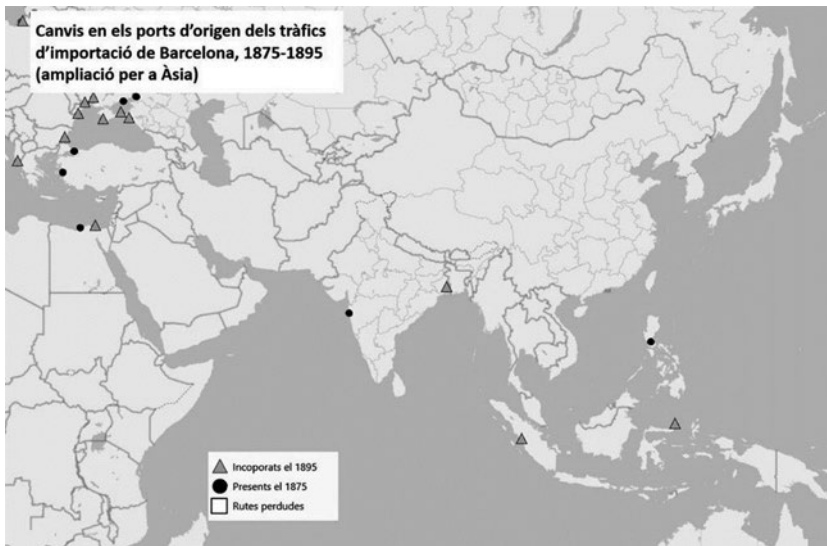 Canvis en els ports d'origen dels tràfics
d'importació de Barcelona, 1875-1895
(ampliació per a Àsia)
Incoporats el 1895
Presents el 1875
Rutes perdudes